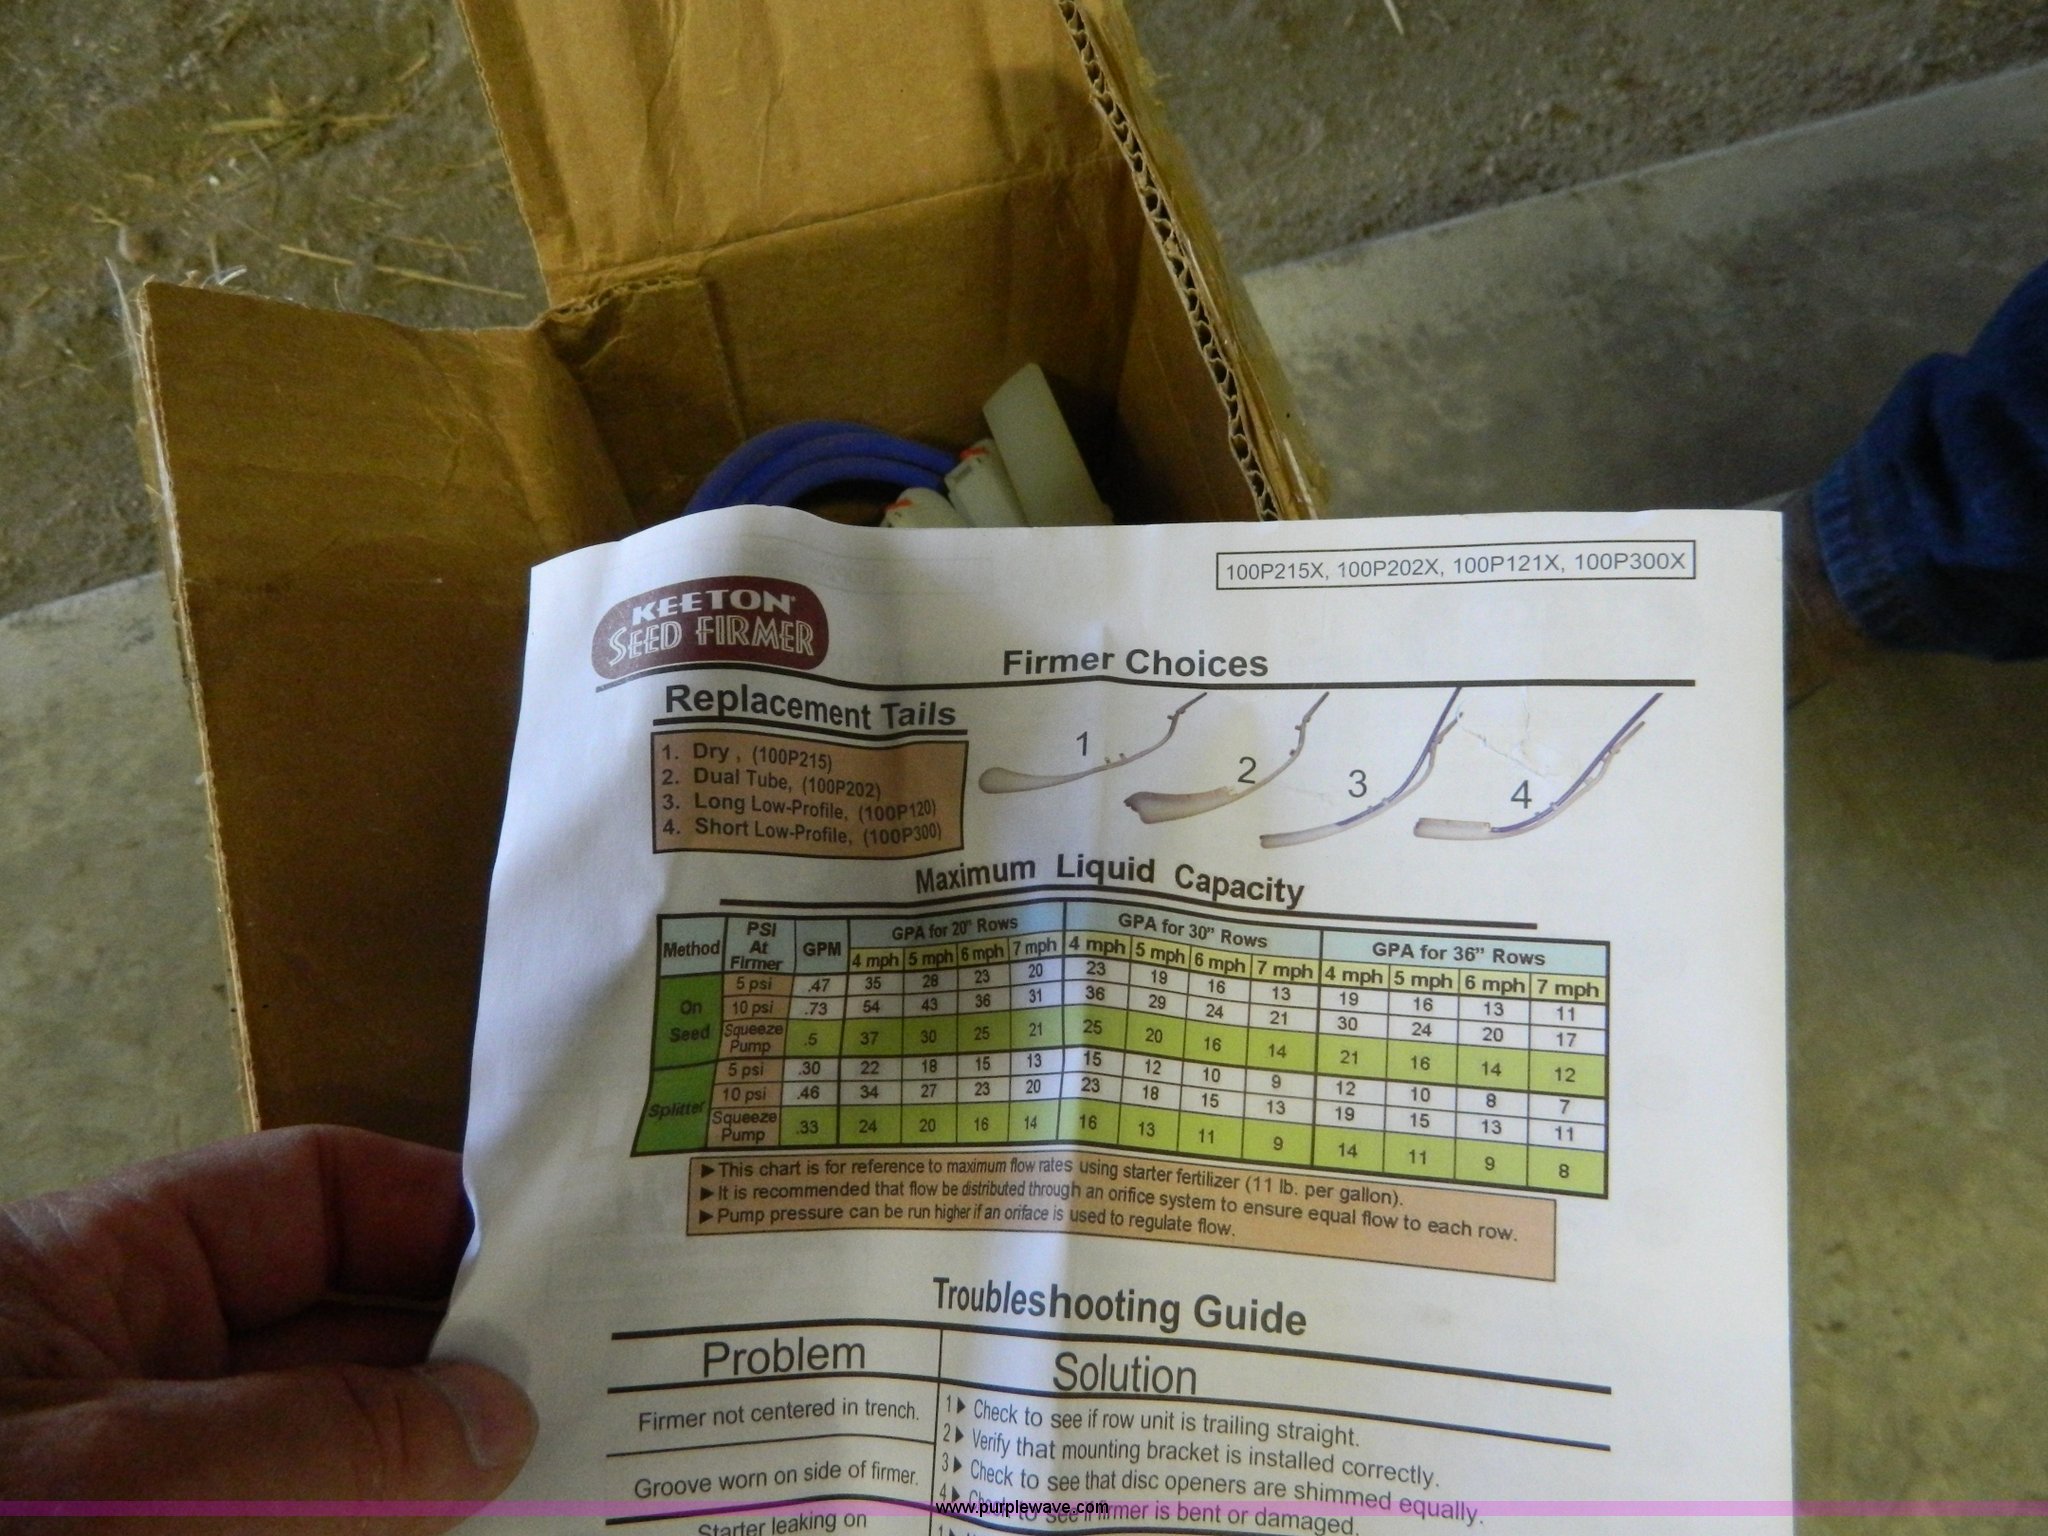 100P215X, 100P202X, 100P121X, 100P300X
KEETON
SEED FIRMER
Firmer Choices
Replacement Tails
1. Dry , (100P215)
2. Dual Tube, (100P202)
3. Long Low-Profile, (100P120)
4. Short Low-Profile, (100P300)
1 2 3 4
Maximum Liquid Capacity
Method PSI At Firmer GPM GPA for 20" Rows GPA for 30" Rows GPA for 36" Rows
4 mph 5 mph 6 mph 7 mph 4 mph 5 mph 6 mph 7 mph 4 mph 5 mph 6 mph 7 mph
On Seed 5 psi .47 35 28 23 20 23 19 16 13 19 16 13 11
10 psi .73 54 43 36 31 36 29 24 21 30 24 20 17
Squeeze Pump .5 37 30 25 21 25 20 16 14 21 16 14 12
Splitter 5 psi .30 22 18 15 13 15 12 10 9 12 10 8 7
10 psi .46 34 27 23 20 23 18 15 13 19 15 13 11
Squeeze Pump .33 24 20 16 14 16 13 11 9 14 11 9 8
►This chart is for reference to maximum flow rates using starter fertilizer (11 lb. per gallon).
►It is recommended that flow be distributed through an orifice system to ensure equal flow to each row.
►Pump pressure can be run higher if an oriface is used to regulate flow.
Troubleshooting Guide
Problem Solution
Firmer not centered in trench.
1► Check to see if row unit is trailing straight.
2► Verify that mounting bracket is installed correctly.
Groove worn on side of firmer.
3► Check to see that disc openers are shimmed equally.
4► Check to see if firmer is bent or damaged.
Starter leaking on
1►
www.purplewave.com